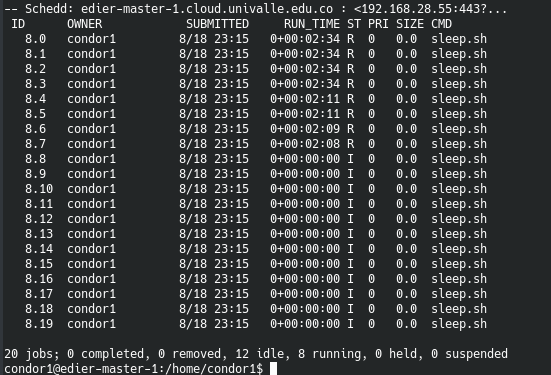 -- Schedd: edier-master-1.cloud.univalle.edu.co : <192.168.28.55:443?...
ID OWNER SUBMITTED RUN_TIME ST PRI SIZE CMD
8.0 condor1 8/18 23:15 0+00:02:34 R 0 0.0 sleep.sh
8.1 condor1 8/18 23:15 0+00:02:34 R 0 0.0 sleep.sh
8.2 condor1 8/18 23:15 0+00:02:34 R 0 0.0 sleep.sh
8.3 condor1 8/18 23:15 0+00:02:34 R 0 0.0 sleep.sh
8.4 condor1 8/18 23:15 0+00:02:11 R 0 0.0 sleep.sh
8.5 condor1 8/18 23:15 0+00:02:11 R 0 0.0 sleep.sh
8.6 condor1 8/18 23:15 0+00:02:09 R 0 0.0 sleep.sh
8.7 condor1 8/18 23:15 0+00:02:08 R 0 0.0 sleep.sh
8.8 condor1 8/18 23:15 0+00:00:00 I 0 0.0 sleep.sh
8.9 condor1 8/18 23:15 0+00:00:00 I 0 0.0 sleep.sh
8.10 condor1 8/18 23:15 0+00:00:00 I 0 0.0 sleep.sh
8.11 condor1 8/18 23:15 0+00:00:00 I 0 0.0 sleep.sh
8.12 condor1 8/18 23:15 0+00:00:00 I 0 0.0 sleep.sh
8.13 condor1 8/18 23:15 0+00:00:00 I 0 0.0 sleep.sh
8.14 condor1 8/18 23:15 0+00:00:00 I 0 0.0 sleep.sh
8.15 condor1 8/18 23:15 0+00:00:00 I 0 0.0 sleep.sh
8.16 condor1 8/18 23:15 0+00:00:00 I 0 0.0 sleep.sh
8.17 condor1 8/18 23:15 0+00:00:00 I 0 0.0 sleep.sh
8.18 condor1 8/18 23:15 0+00:00:00 I 0 0.0 sleep.sh
8.19 condor1 8/18 23:15 0+00:00:00 I 0 0.0 sleep.sh
20 jobs; 0 completed, 0 removed, 12 idle, 8 running, 0 held, 0 suspended
condor1@edier-master-1:/home/condor1$